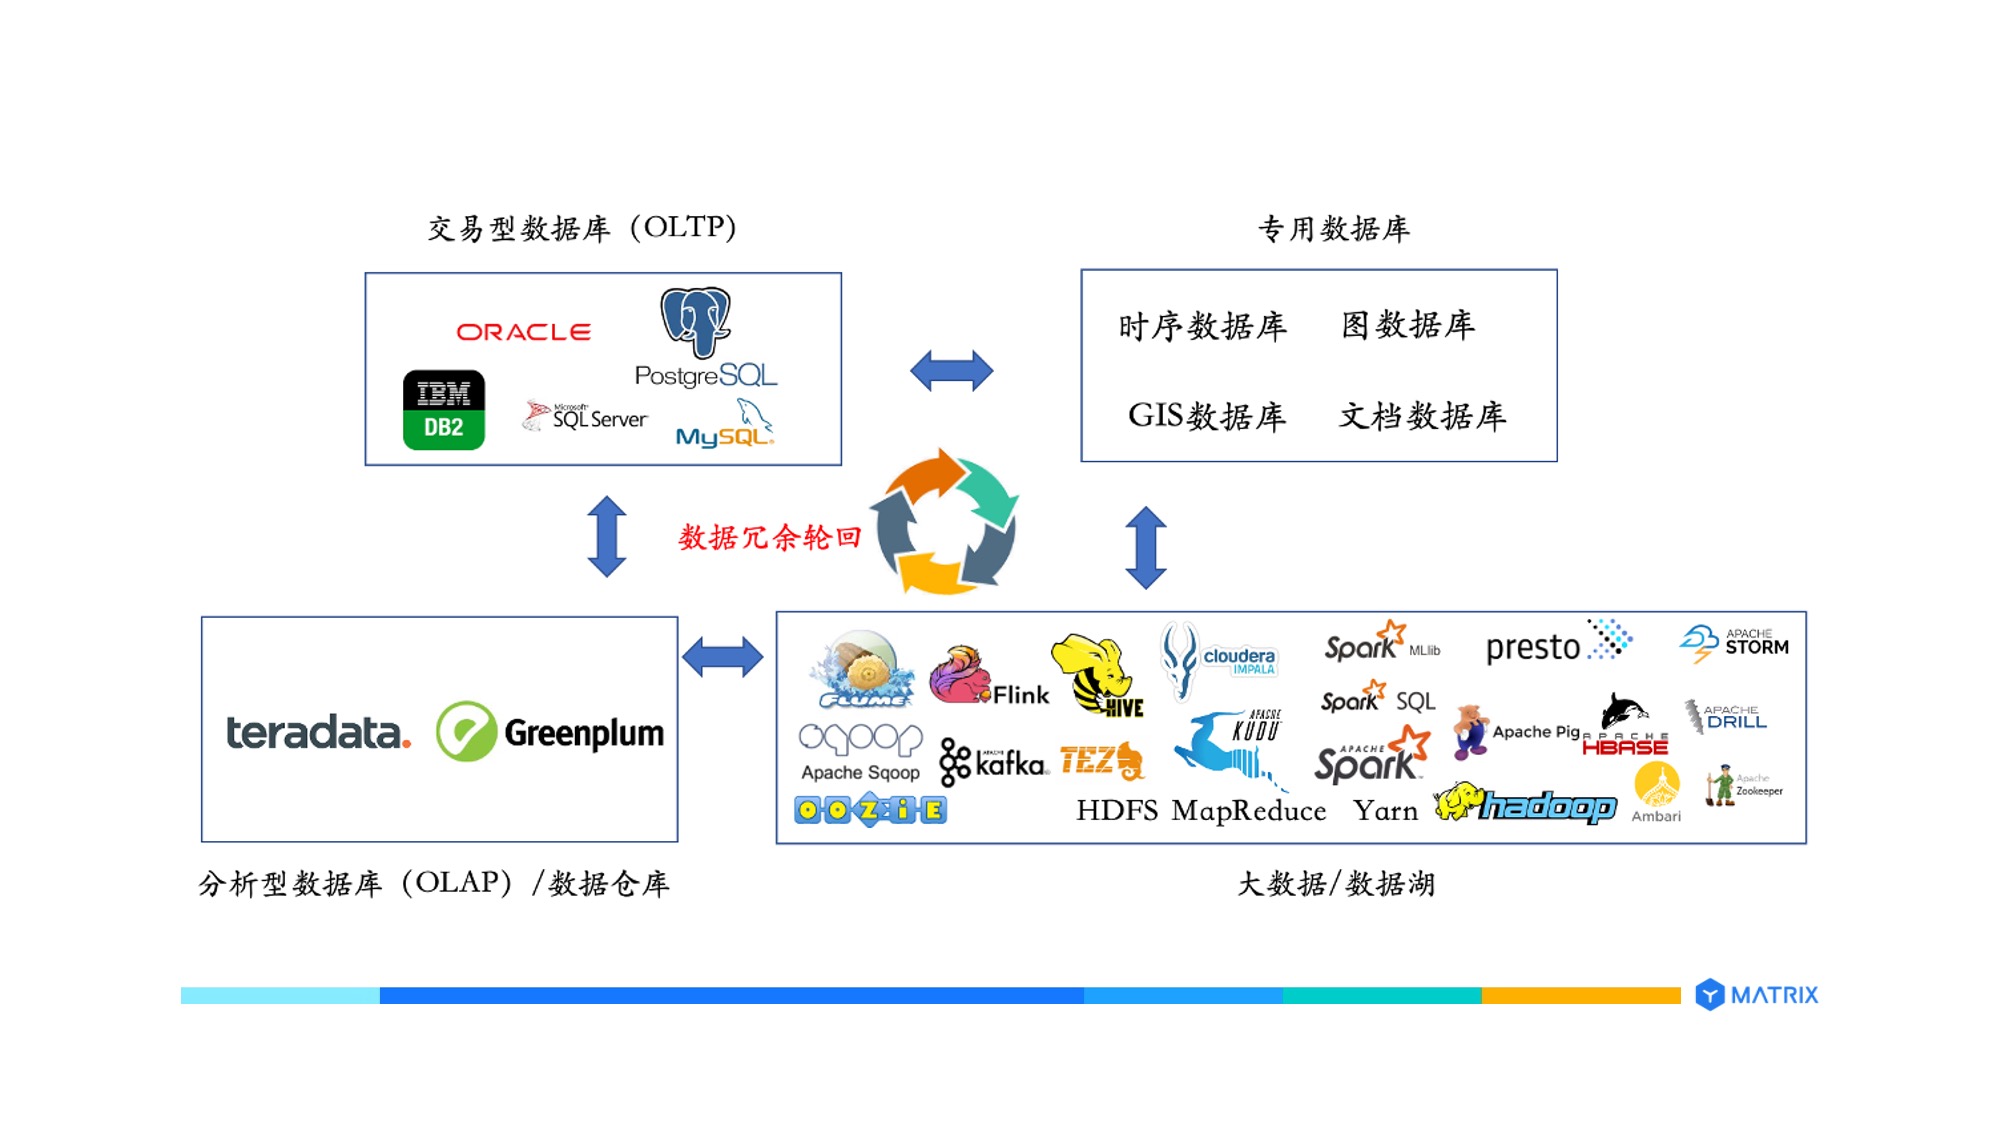 交易型数据库（OLTP）
专用数据库
ORACLE
PostgreSQL
IBM
DB2
Microsoft
SQL Server
MySQL
时序数据库
图数据库
GIS数据库
文档数据库
数据冗余轮回
teradata.
Greenplum
FLUME
Flink
HIVE
cloudera
IMPALA
Spark MLlib
presto
APACHE
STORM
Spark SQL
sqoop
Apache Sqoop
APACHE
kafka
TEZ
APACHE
KUDU
APACHE
Spark
Apache Pig
APACHE
HBASE
APACHE
DRILL
OOZiE
HDFS
MapReduce
Yarn
hadoop
Ambari
Apache
Zookeeper
分析型数据库（OLAP）/数据仓库
大数据/数据湖
MATRIX